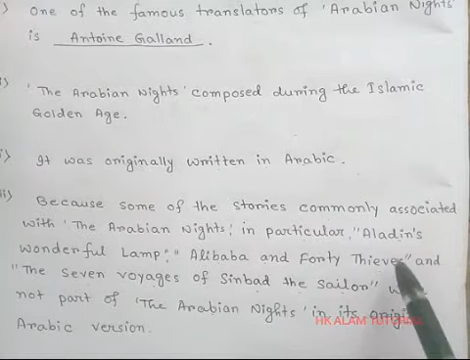 ) One of the famous translators of 'Arabian Nights'
is Antoine Galland.
i) 'The Arabian Nights' composed during the Islamic
Golden Age.
i) It was originally written in Arabic.
ii) Because some of the stories commonly associated
with 'The Arabian Nights', in particular, "Aladin's
wonderful Lamp", "Alibaba and Forty Thieves" and
"The seven voyages of Sinbad the sailor"
not part of 'The Arabian Nights' in its
Arabic version.
HK ALAM TUTORIAL